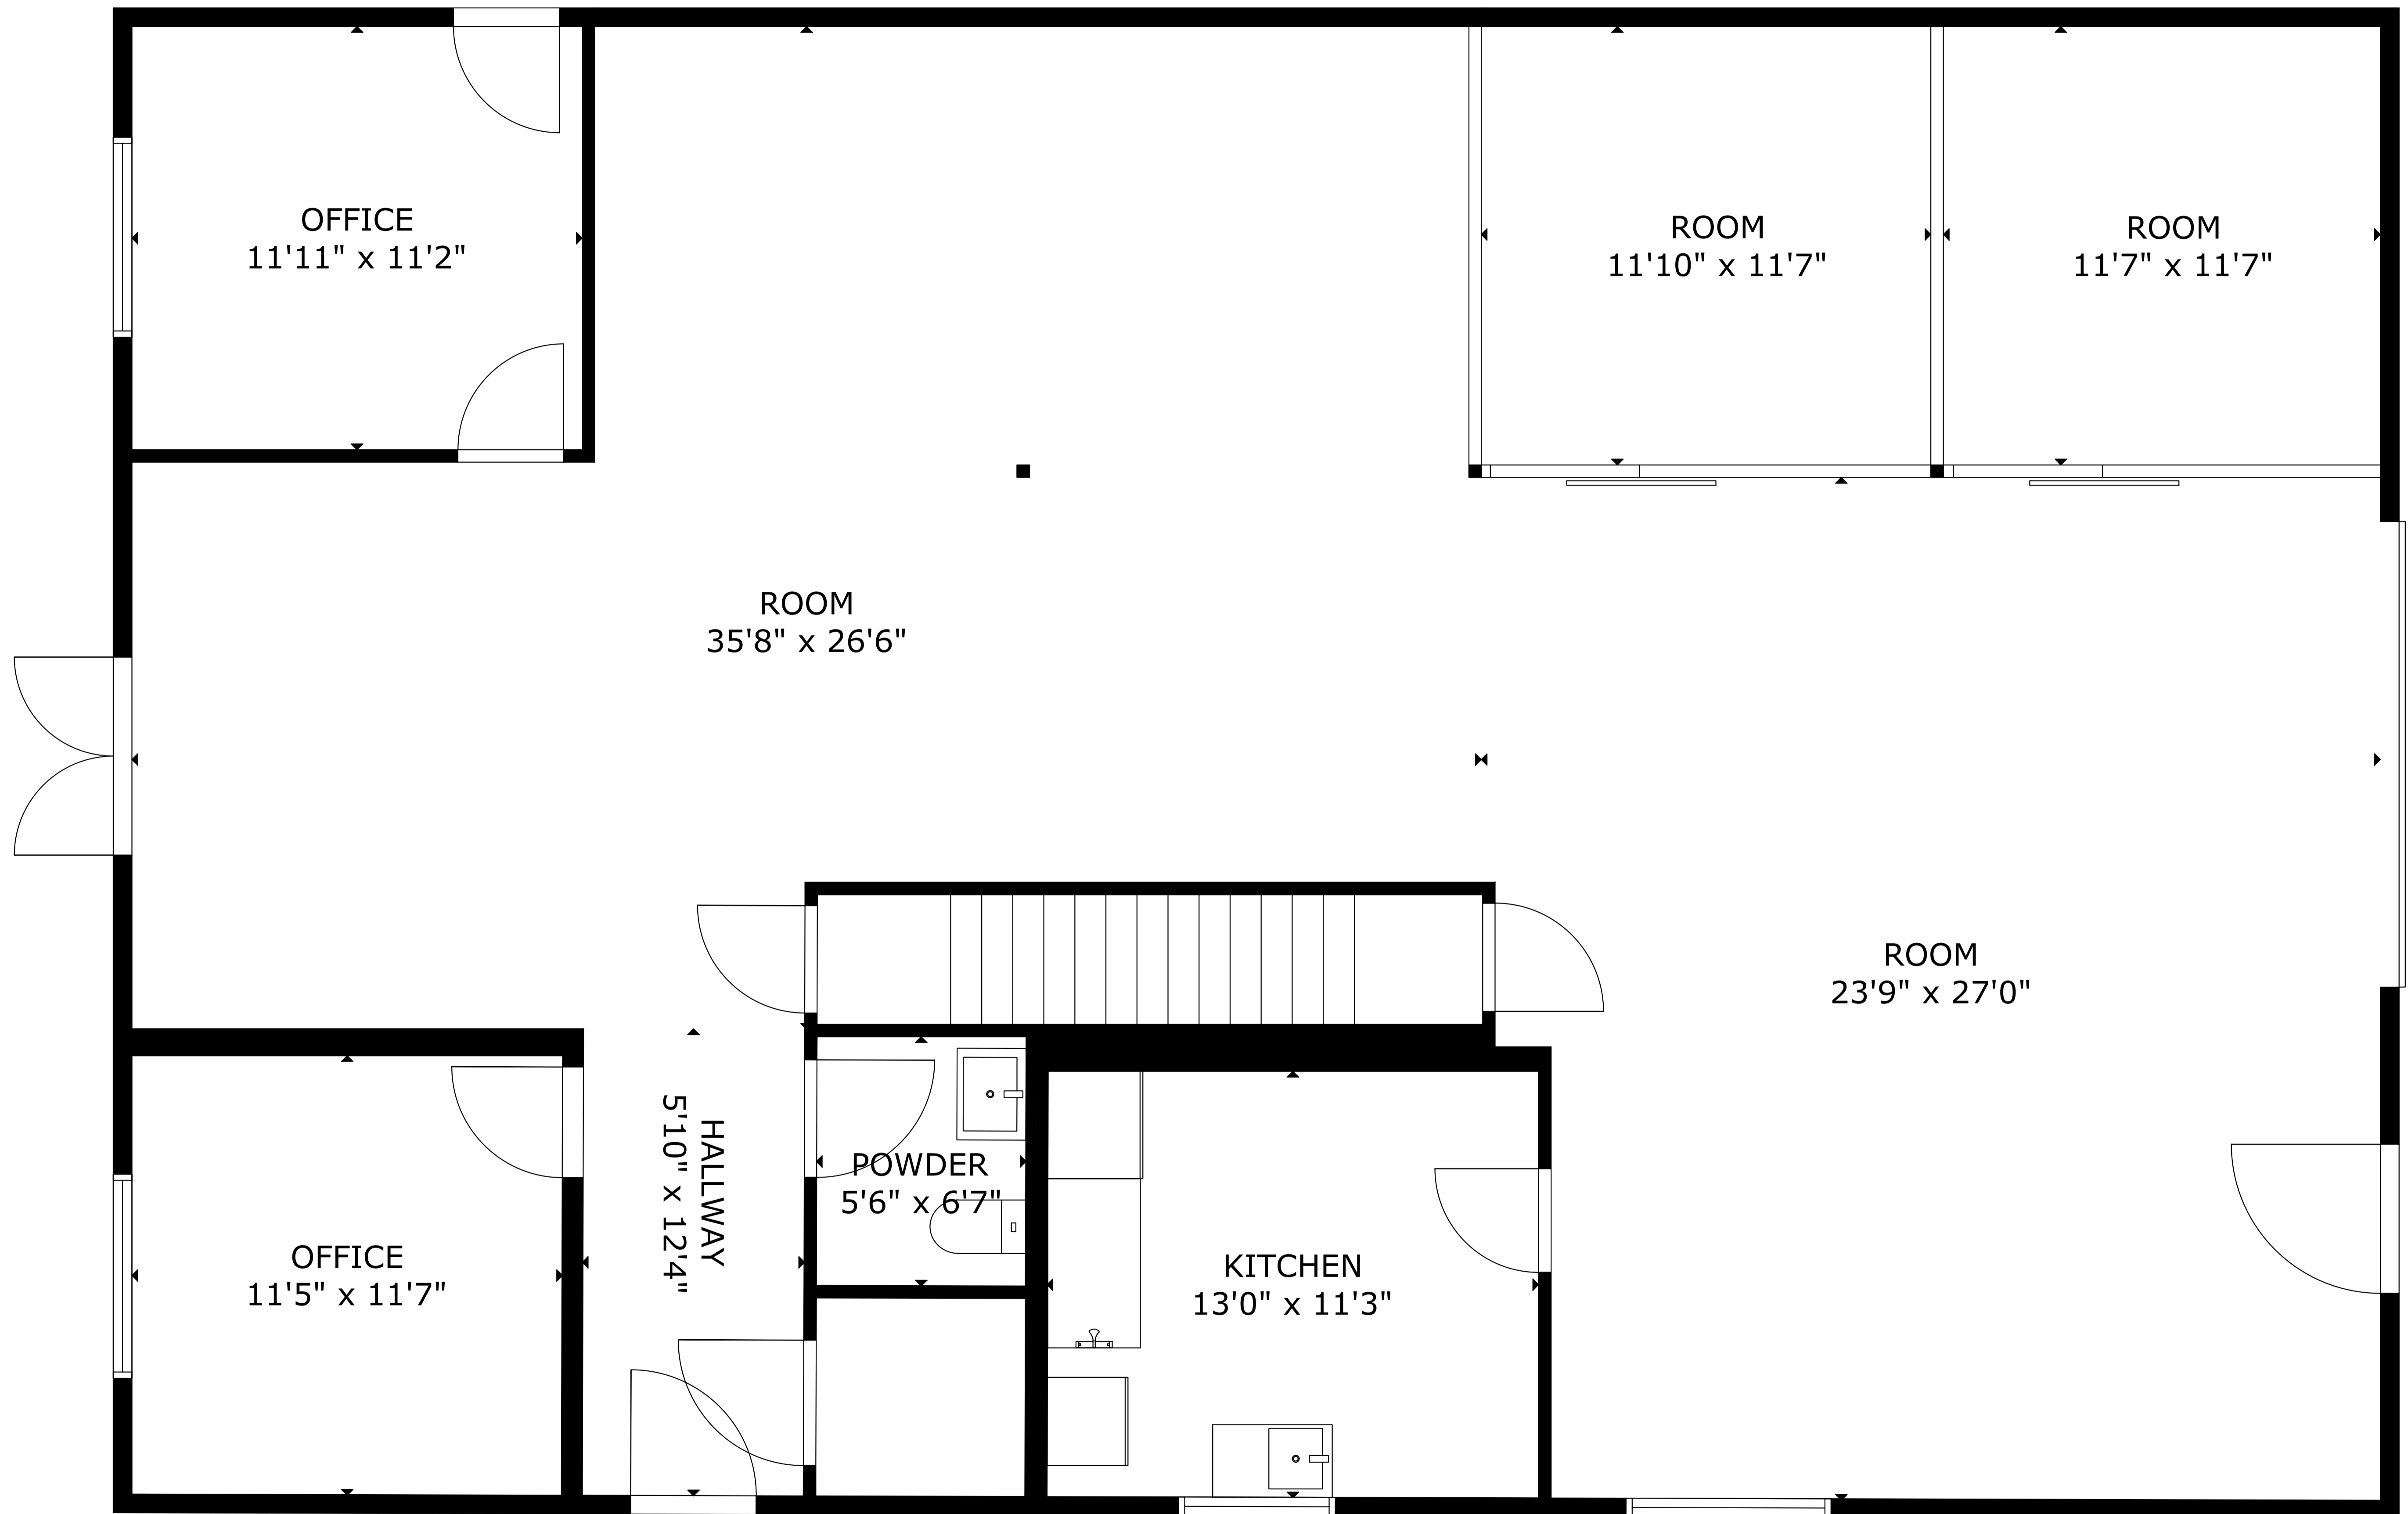 OFFICE
11'11" x 11'2"
ROOM
11'10" x 11'7"
ROOM
11'7" x 11'7"
ROOM
35'8" x 26'6"
ROOM
23'9" x 27'0"
HALLWAY
5'10" x 12'4"
POWDER
5'6" x 6'7"
OFFICE
11'5" x 11'7"
KITCHEN
13'0" x 11'3"